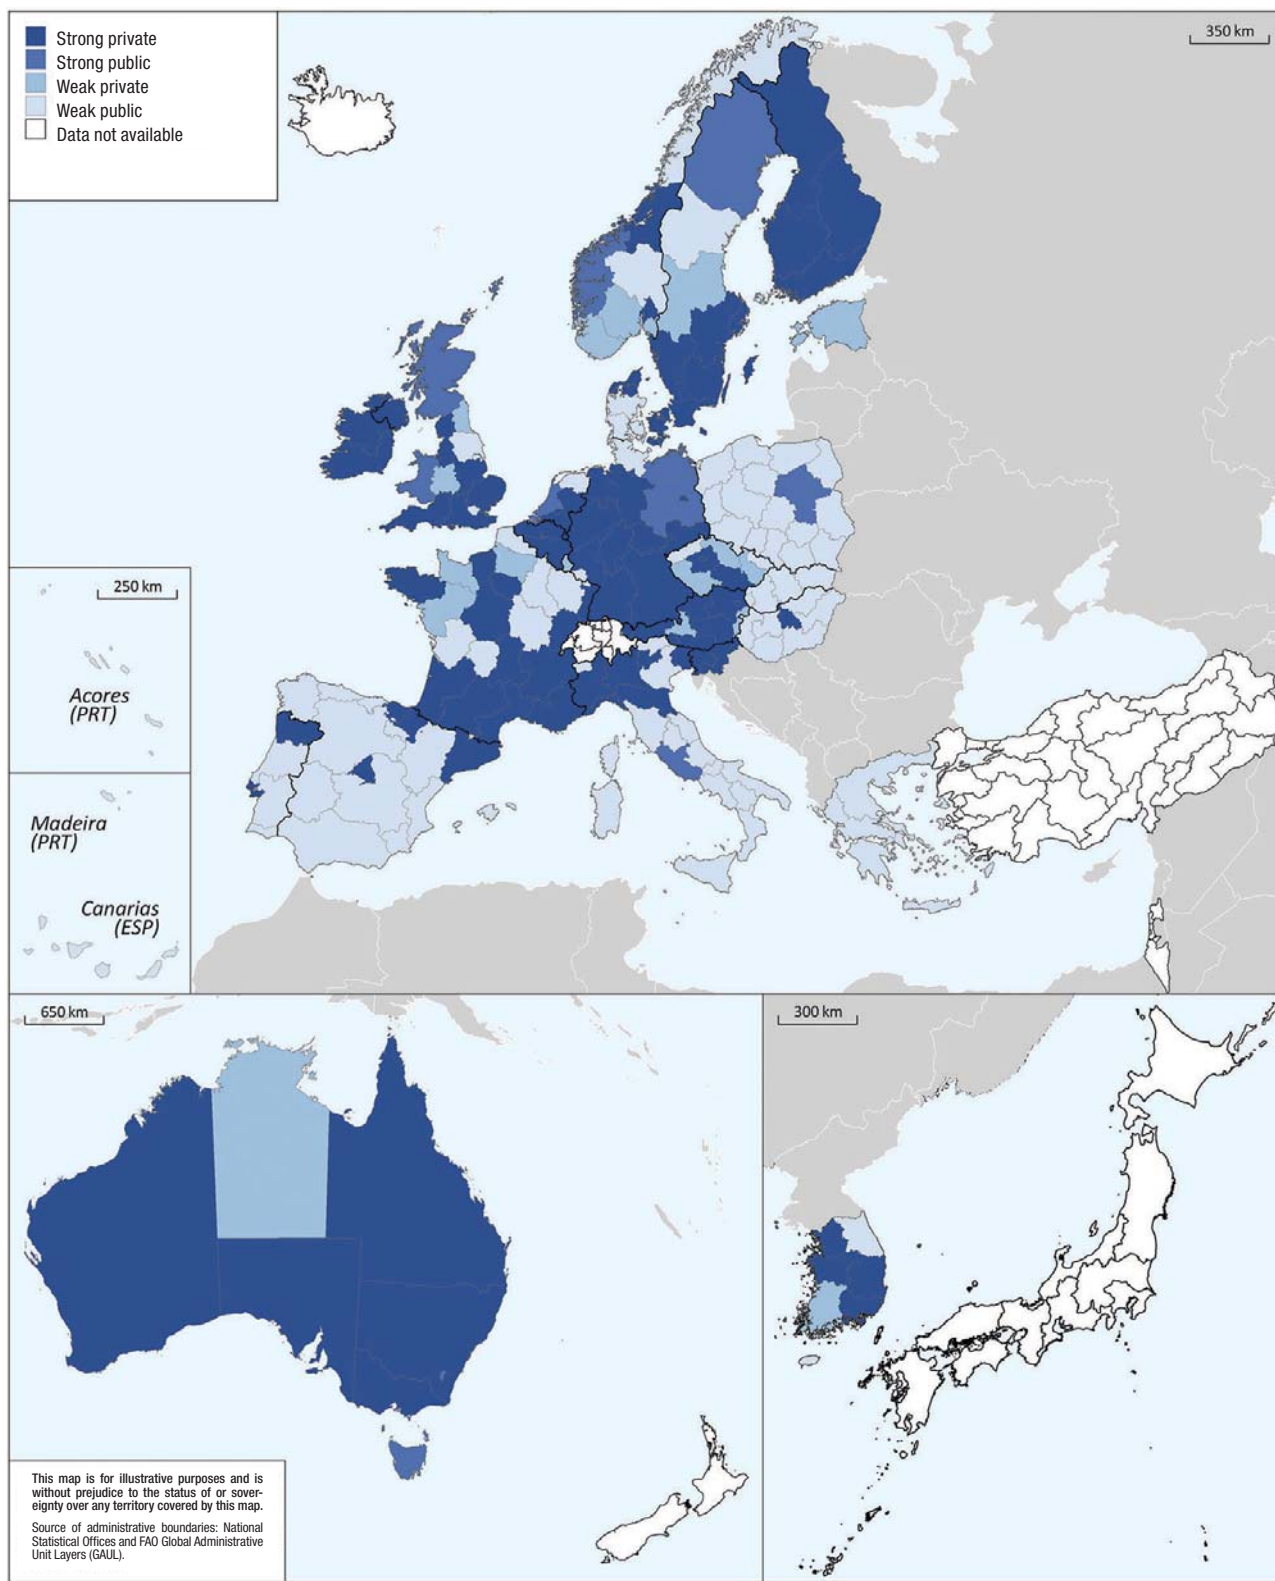 Strong private
Strong public
Weak private
Weak public
Data not available
350 km
250 km
Acores
(PRT)
Madeira
(PRT)
Canarias
(ESP)
650 km
300 km
This map is for illustrative purposes and is
without prejudice to the status of or sover-
eignty over any territory covered by this map.
Source of administrative boundaries: National
Statistical Offices and FAO Global Administrative
Unit Layers (GAUL).